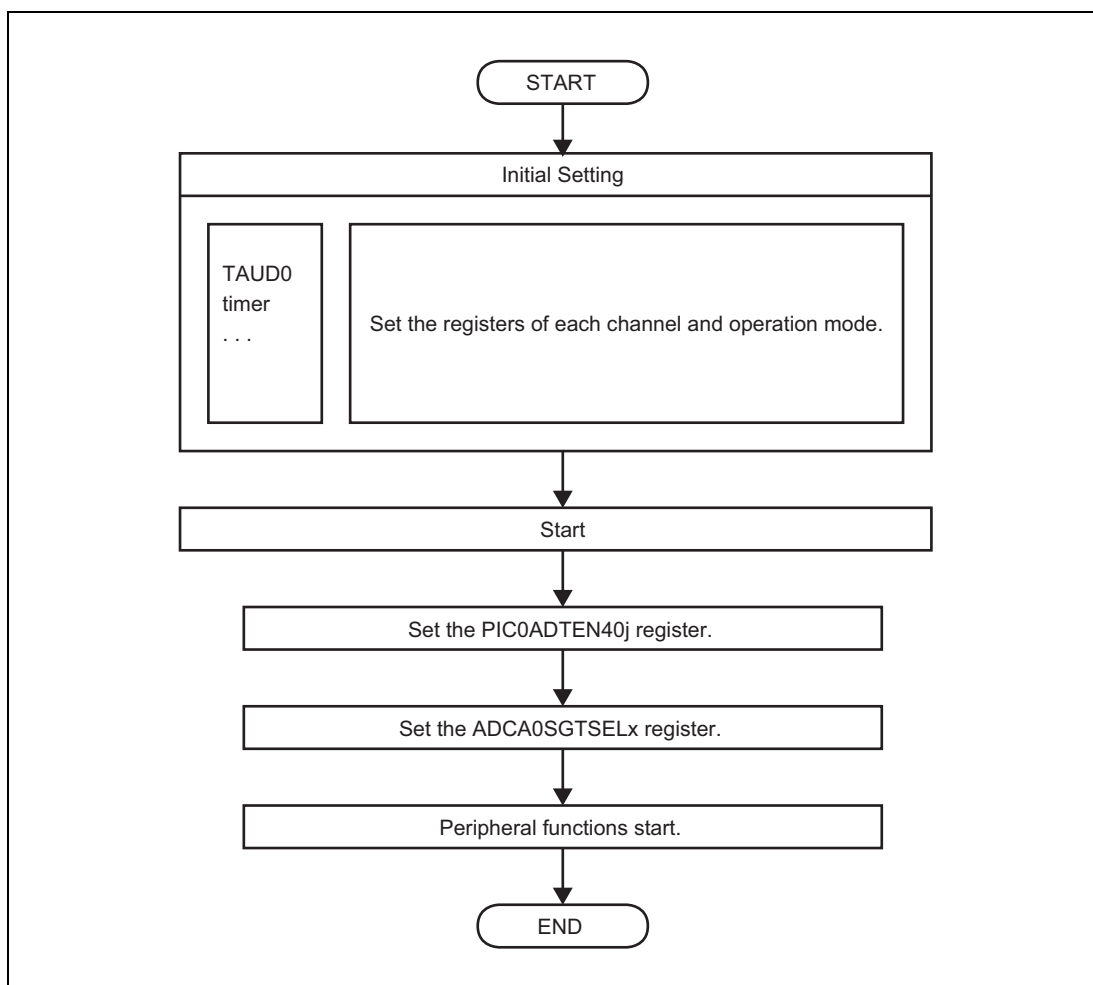 START
Initial Setting
TAUD0
timer
. . .
Set the registers of each channel and operation mode.
Start
Set the PIC0ADTEN40j register.
Set the ADCA0SGTSELx register.
Peripheral functions start.
END